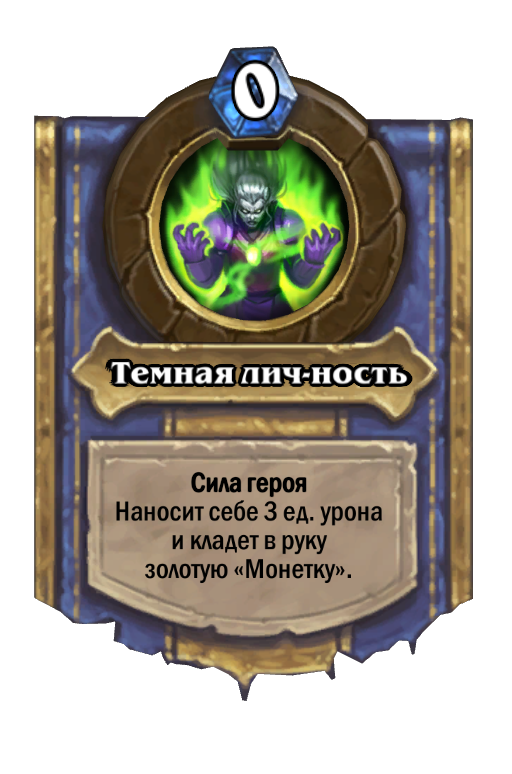 0
Темная лич-ность
Сила героя
Наносит себе 3 ед. урона
и кладет в руку
золотую «Монетку».